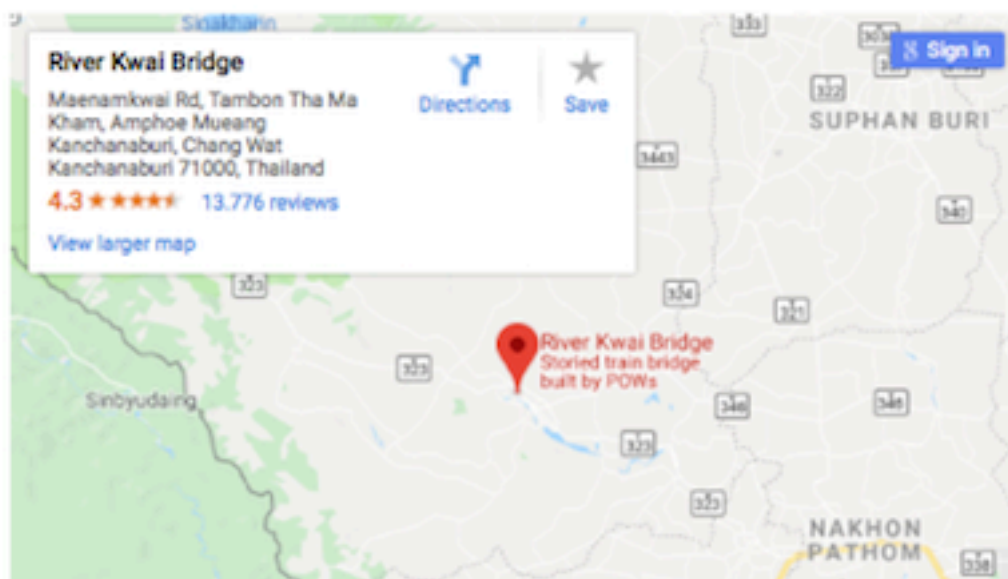 Sinakharin
River Kwai Bridge
Maenamkwai Rd, Tambon Tha Ma
Kham, Amphoe Mueang
Kanchanaburi, Chang Wat
Kanchanaburi 71000, Thailand
4.3
13.776 reviews
View larger map
Directions
Save
Sign in
333
322
SUPHAN BURI
3443
340
323
324
321
323
River Kwai Bridge
Storied train bridge
built by POWs
Sinbyudaing
346
346
323
323
NAKHON
PATHOM
338